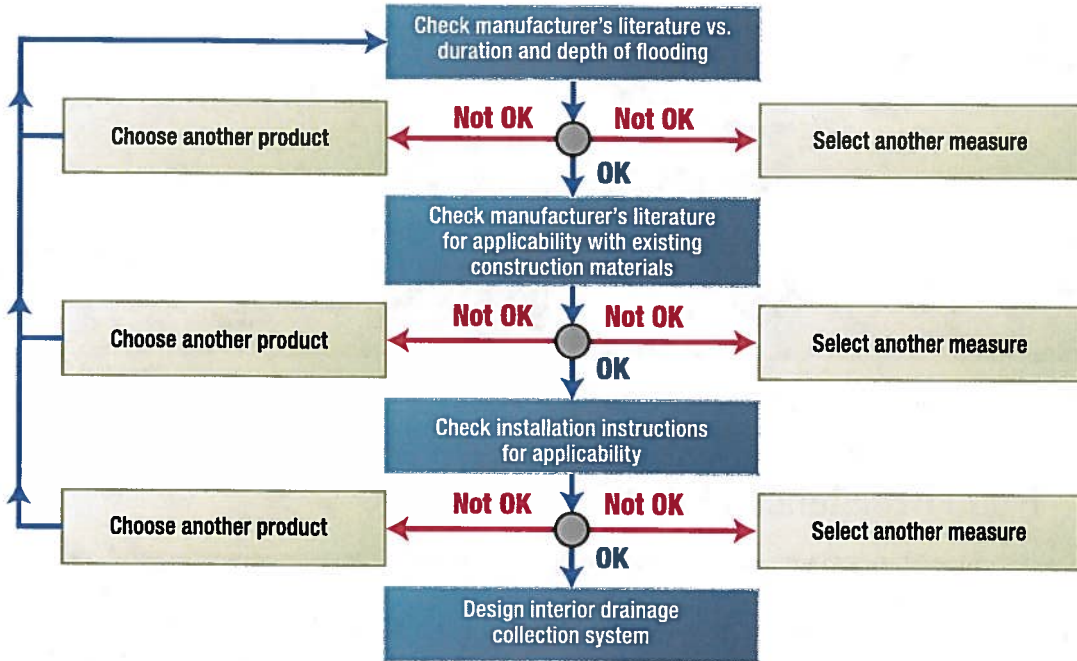 Check manufacturer's literature vs.
duration and depth of flooding
Not OK
Not OK
Choose another product
Select another measure
OK
Check manufacturer's literature
for applicability with existing
construction materials
Not OK
Not OK
Choose another product
Select another measure
OK
Check installation instructions
for applicability
Not OK
Not OK
Choose another product
Select another measure
OK
Design interior drainage
collection system